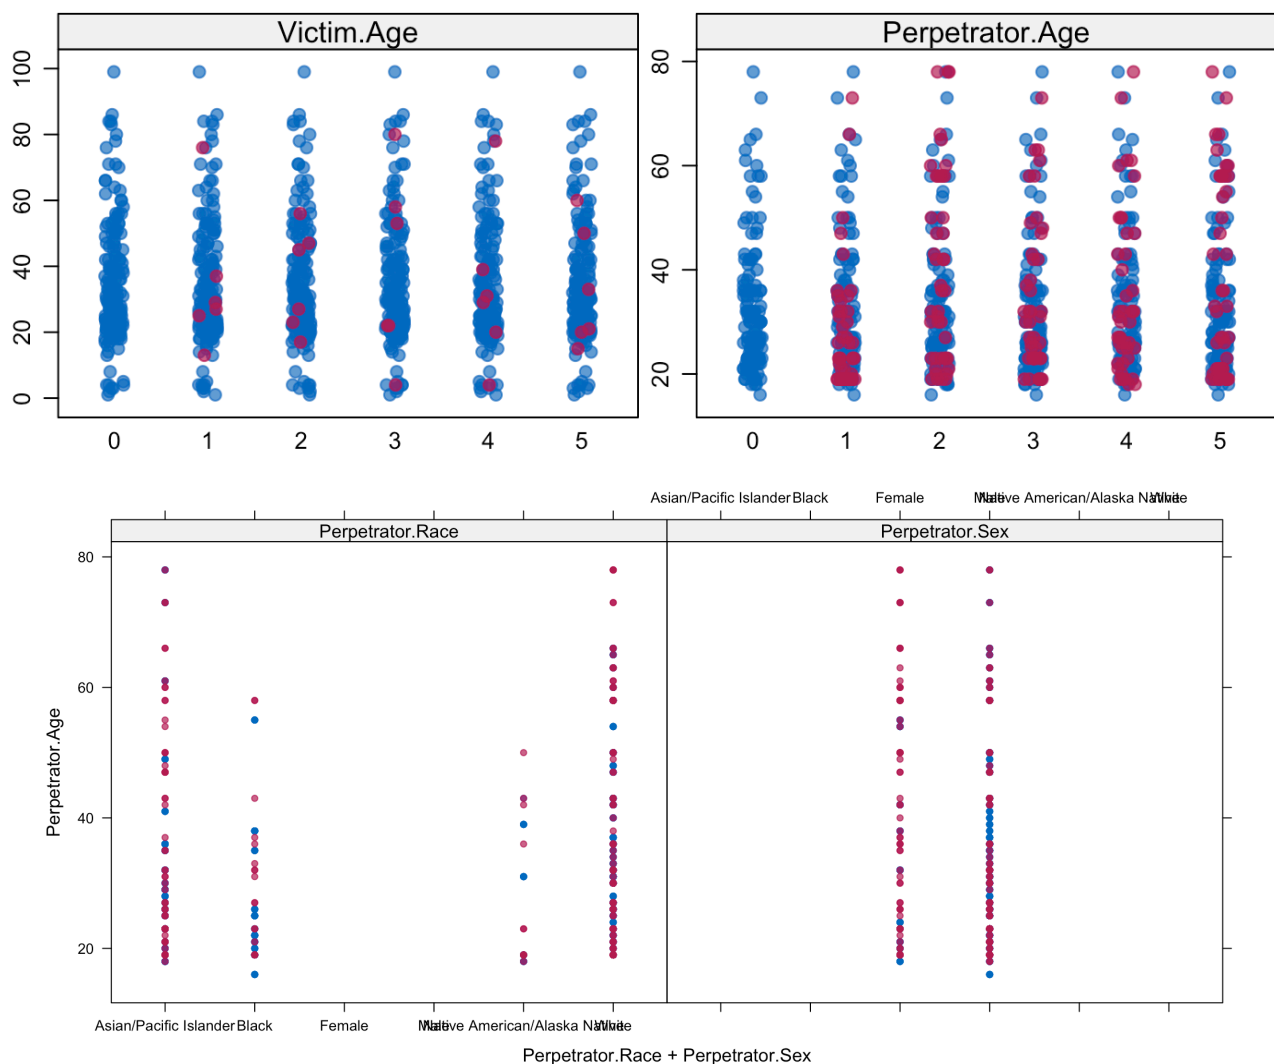 Victim.Age
Perpetrator.Age
100
80
60
40
20
0
80
60
40
20
0 1 2 3 4 5
0 1 2 3 4 5
Asian/Pacific Islander Black Female Native American/Alaska Native
Perpetrator.Race
Perpetrator.Sex
80
60
40
20
Perpetrator.Age
Asian/Pacific Islander Black Female Native American/Alaska Native
Perpetrator.Race + Perpetrator.Sex